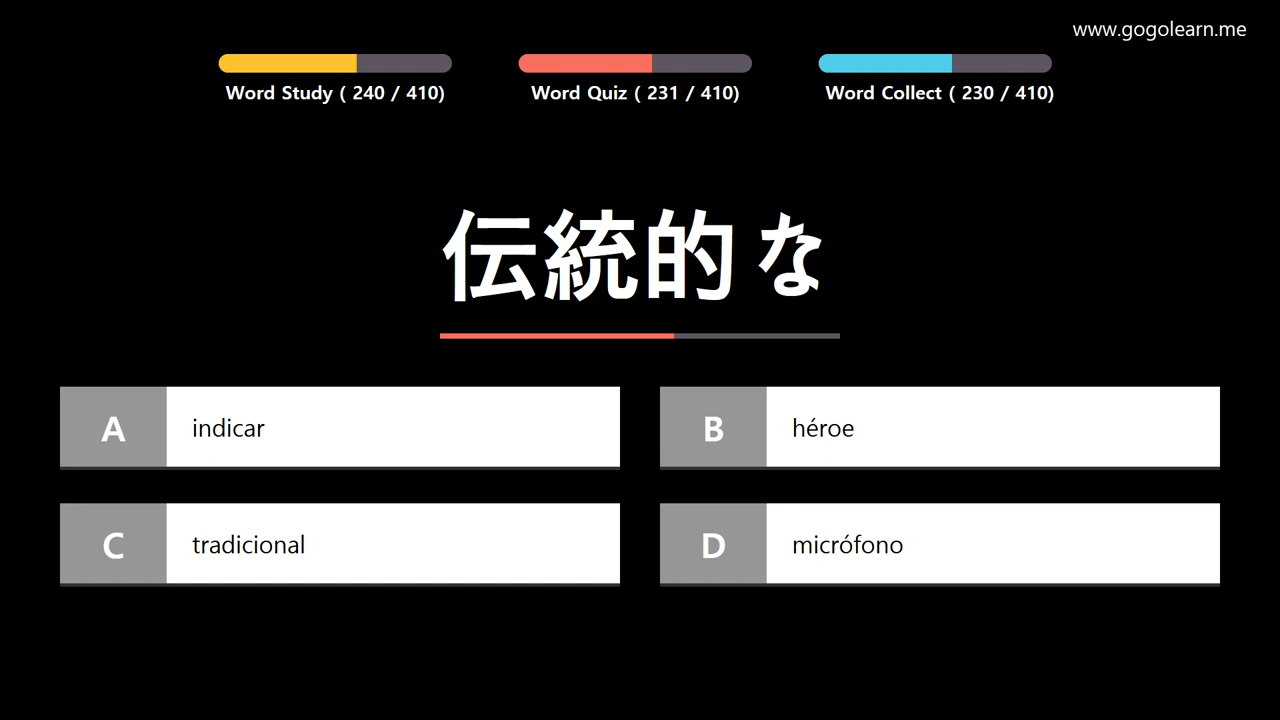 www.gogolearn.me
Word Study ( 240 / 410)
Word Quiz ( 231 / 410)
Word Collect ( 230 / 410)
伝統的な
A indicar
B héroe
C tradicional
D micrófono